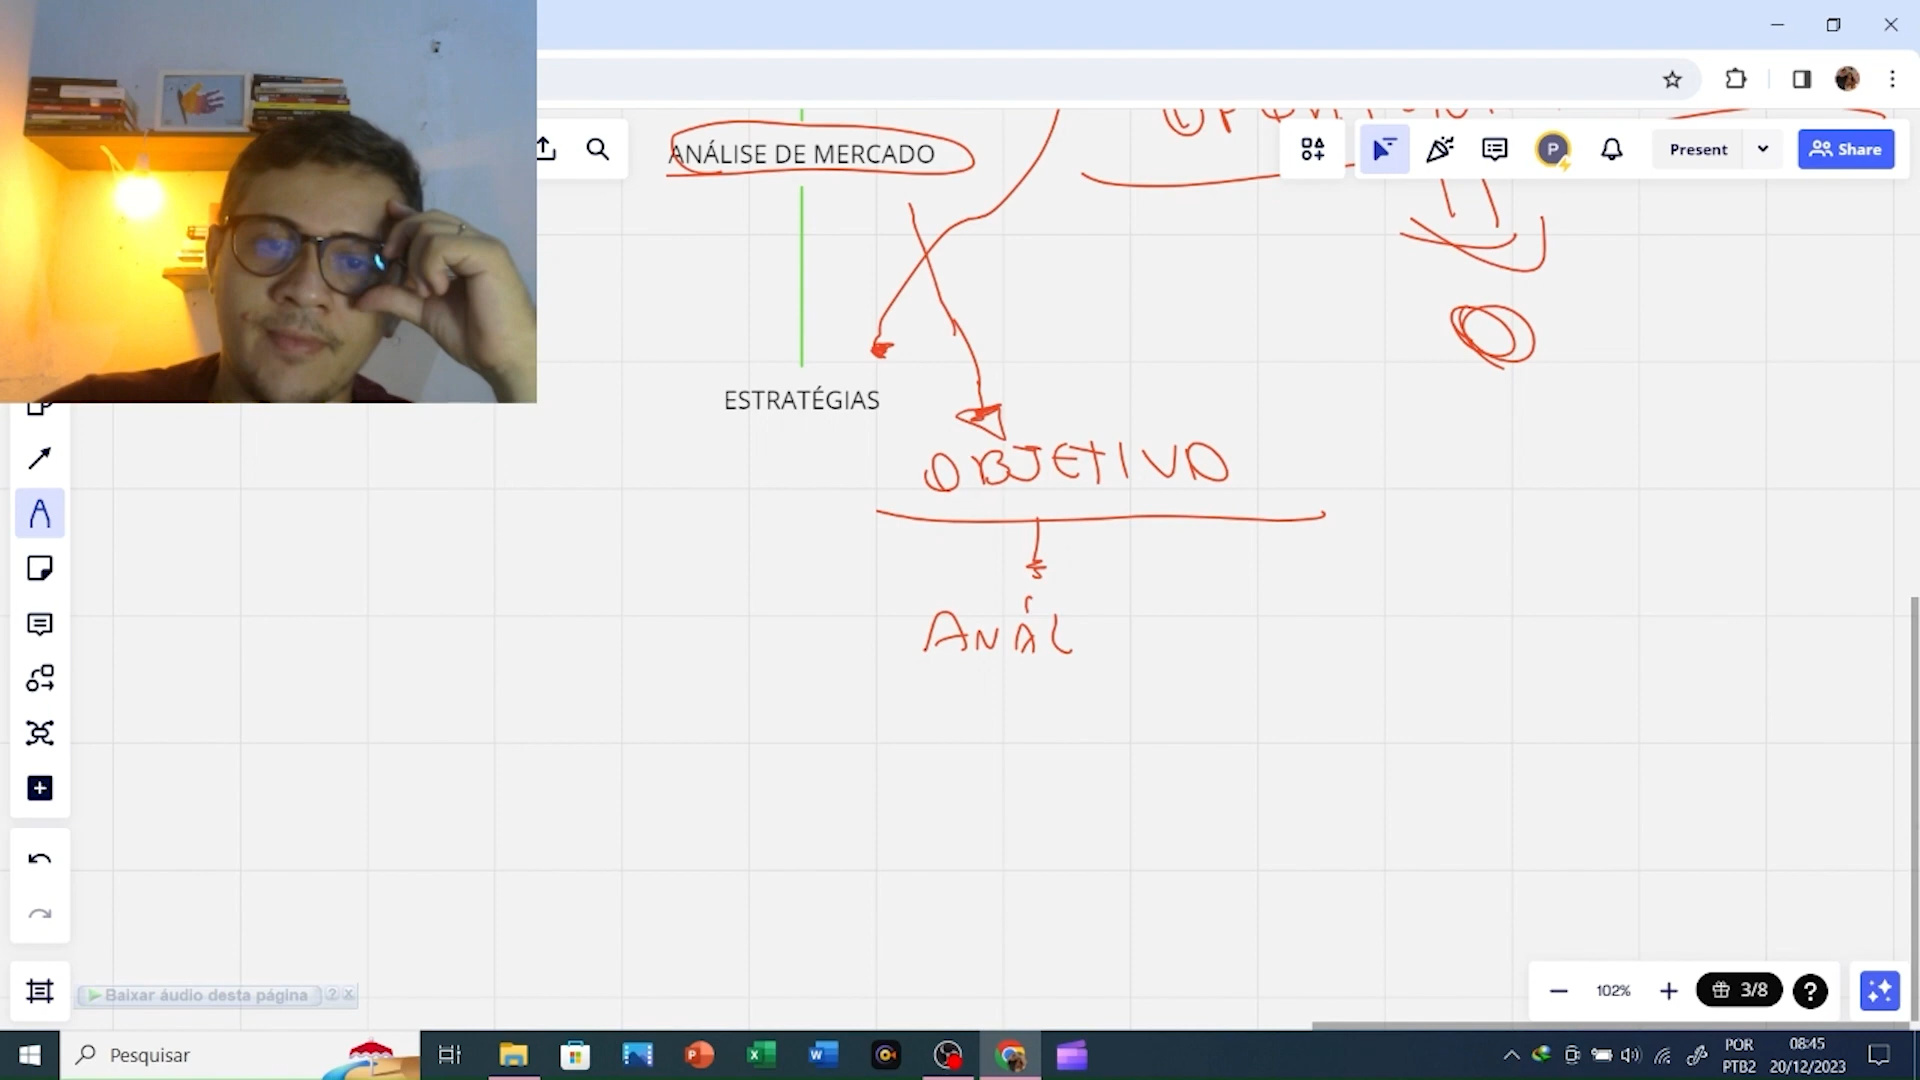 ANÁLISE DE MERCADO
Present
Share
P
ESTRATÉGIAS
OBJETIVO
ANÁL
Baixar áudio desta página
? x
102%
3/8
?
Pesquisar
POR
PTB2
08:45
20/12/2023